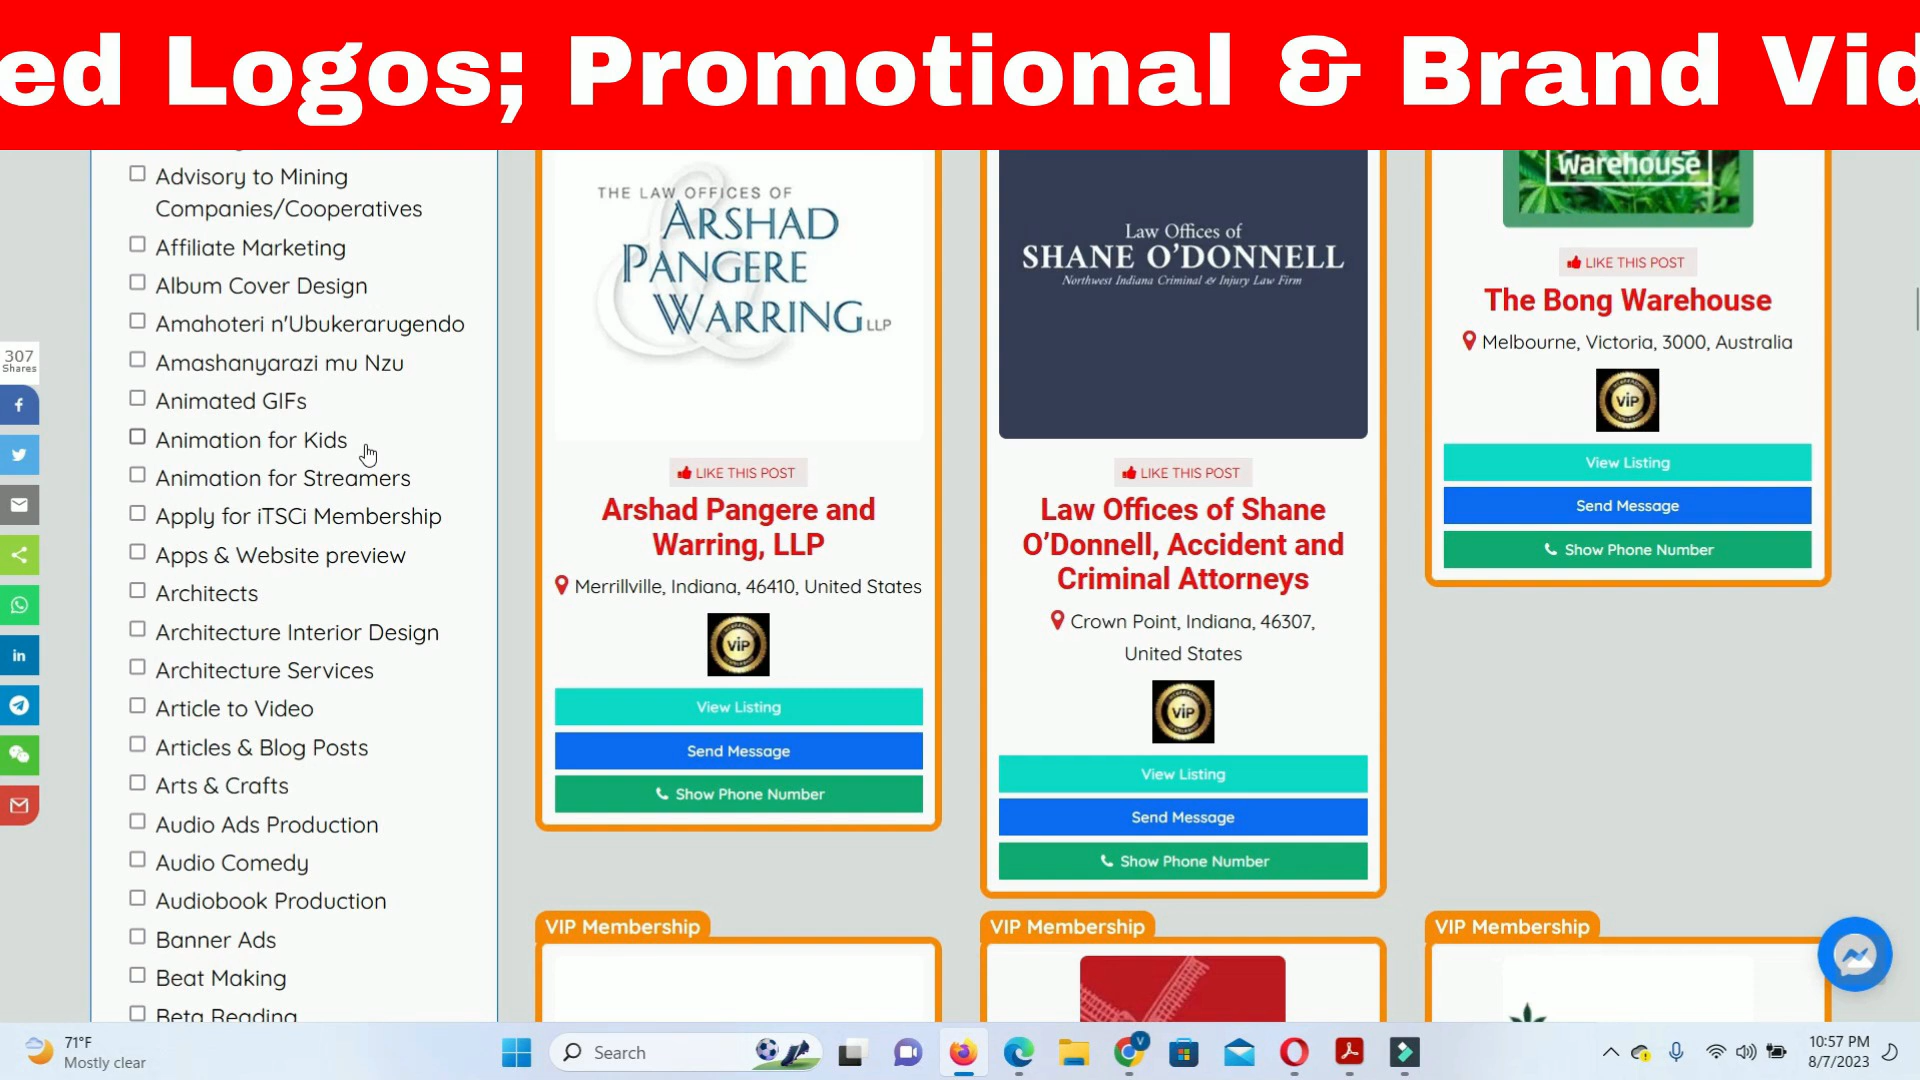 ed Logos; Promotional & Brand Vid
Advisory to Mining
Companies/Cooperatives
Affiliate Marketing
Album Cover Design
Amahoteri n'Ubukerarugendo
Amashanyarazi mu Nzu
Animated GIFs
Animation for Kids
Animation for Streamers
Apply for iTSCi Membership
Apps & Website preview
Architects
Architecture Interior Design
Architecture Services
Article to Video
Articles & Blog Posts
Arts & Crafts
Audio Ads Production
Audio Comedy
Audiobook Production
Banner Ads
Beat Making
Beta Reading
307
Shares
THE LAW OFFICES OF
ARSHAD
PANGERE
& WARRING LLP
LIKE THIS POST
Arshad Pangere and
Warring, LLP
Merrillville, Indiana, 46410, United States
VIP
View Listing
Send Message
Show Phone Number
Law Offices of
SHANE O'DONNELL
Northwest Indiana Criminal & Injury Law Firm
LIKE THIS POST
Law Offices of Shane
O'Donnell, Accident and
Criminal Attorneys
Crown Point, Indiana, 46307,
United States
VIP
View Listing
Send Message
Show Phone Number
Warehouse
LIKE THIS POST
The Bong Warehouse
Melbourne, Victoria, 3000, Australia
VIP
View Listing
Send Message
Show Phone Number
VIP Membership
VIP Membership
VIP Membership
71°F
Mostly clear
Search
V
10:57 PM
8/7/2023